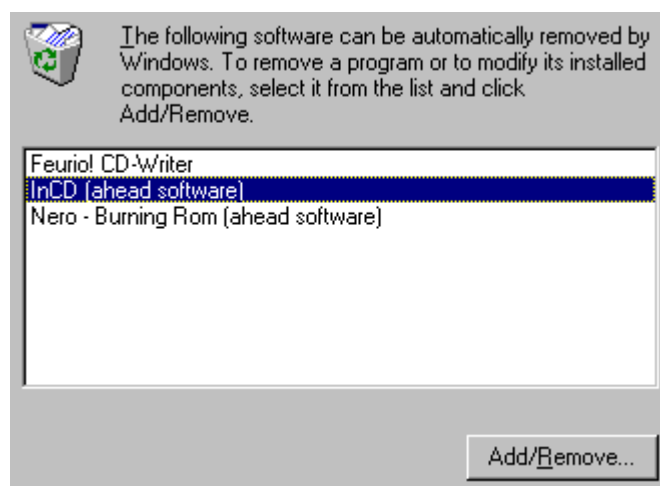 The following software can be automatically removed by
Windows. To remove a program or to modify its installed
components, select it from the list and click
Add/Remove.
Feurio! CD-Writer
InCD (ahead software)
Nero - Burning Rom (ahead software)
Add/Remove...